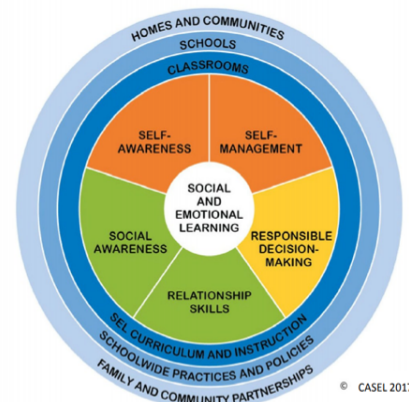 HOMES AND COMMUNITIES
SCHOOLS
CLASSROOMS
SELF-
AWARENESS
SELF-
MANAGEMENT
SOCIAL
AND
EMOTIONAL
LEARNING
SOCIAL
AWARENESS
RESPONSIBLE
DECISION-
MAKING
RELATIONSHIP
SKILLS
SEL CURRICULUM AND INSTRUCTION
SCHOOLWIDE PRACTICES AND POLICIES
FAMILY AND COMMUNITY PARTNERSHIPS
© CASEL 2017